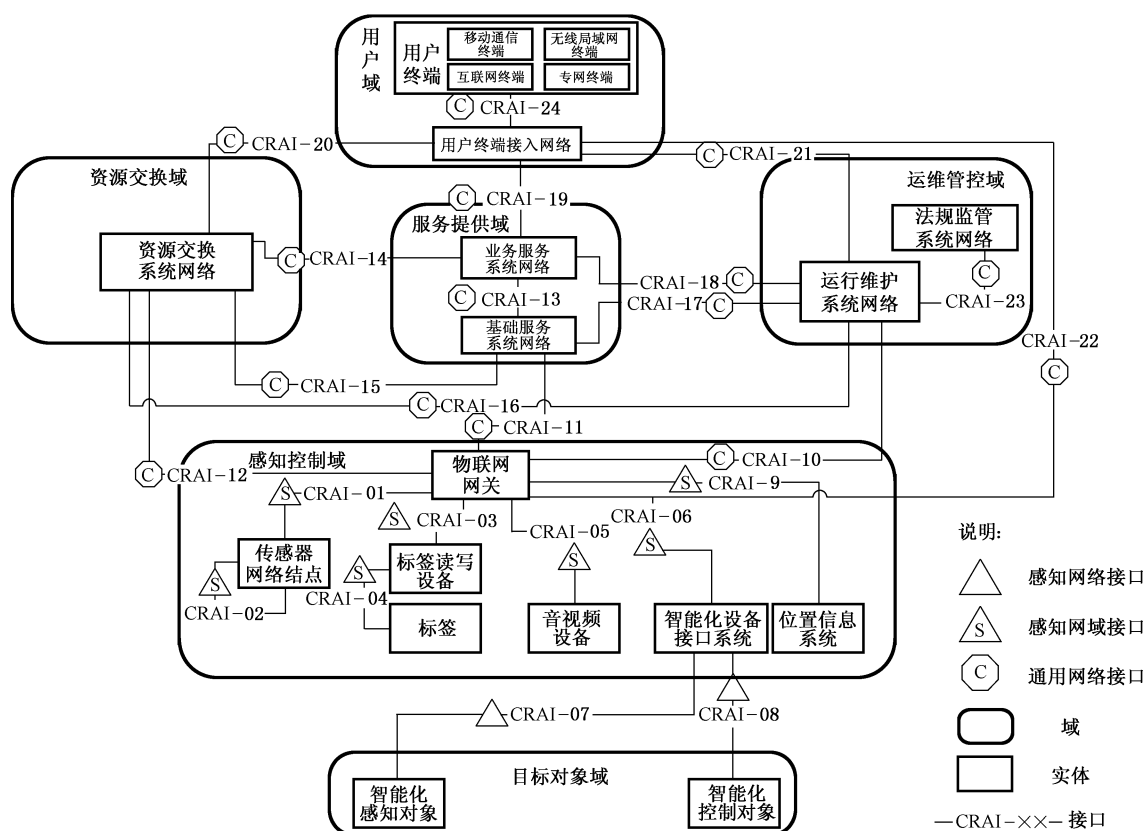 用户域
用户终端
移动通信终端
无线局域网终端
互联网终端
专网终端
C CRAI-24
用户终端接入网络
C CRAI-20
C CRAI-21
资源交换域
资源交换系统网络
C CRAI-19
服务提供域
业务服务系统网络
C CRAI-14
C CRAI-13
基础服务系统网络
CRAI-18 C
CRAI-17 C
运维管控域
法规监管系统网络
C
CRAI-23
运行维护系统网络
CRAI-22
C
C CRAI-15
C CRAI-16
C CRAI-11
感知控制域
物联网网关
C CRAI-12
C CRAI-10
S CRAI-9
S CRAI-01
S CRAI-03
CRAI-05
S
CRAI-06
S
传感器网络结点
S
CRAI-02
标签读写设备
S
CRAI-04
标签
音视频设备
智能化设备接口系统
位置信息系统
CRAI-07
CRAI-08
目标对象域
智能化感知对象
智能化控制对象
说明:
感知网络接口
S 感知网域接口
C 通用网络接口
域
实体
—CRAI-××— 接口